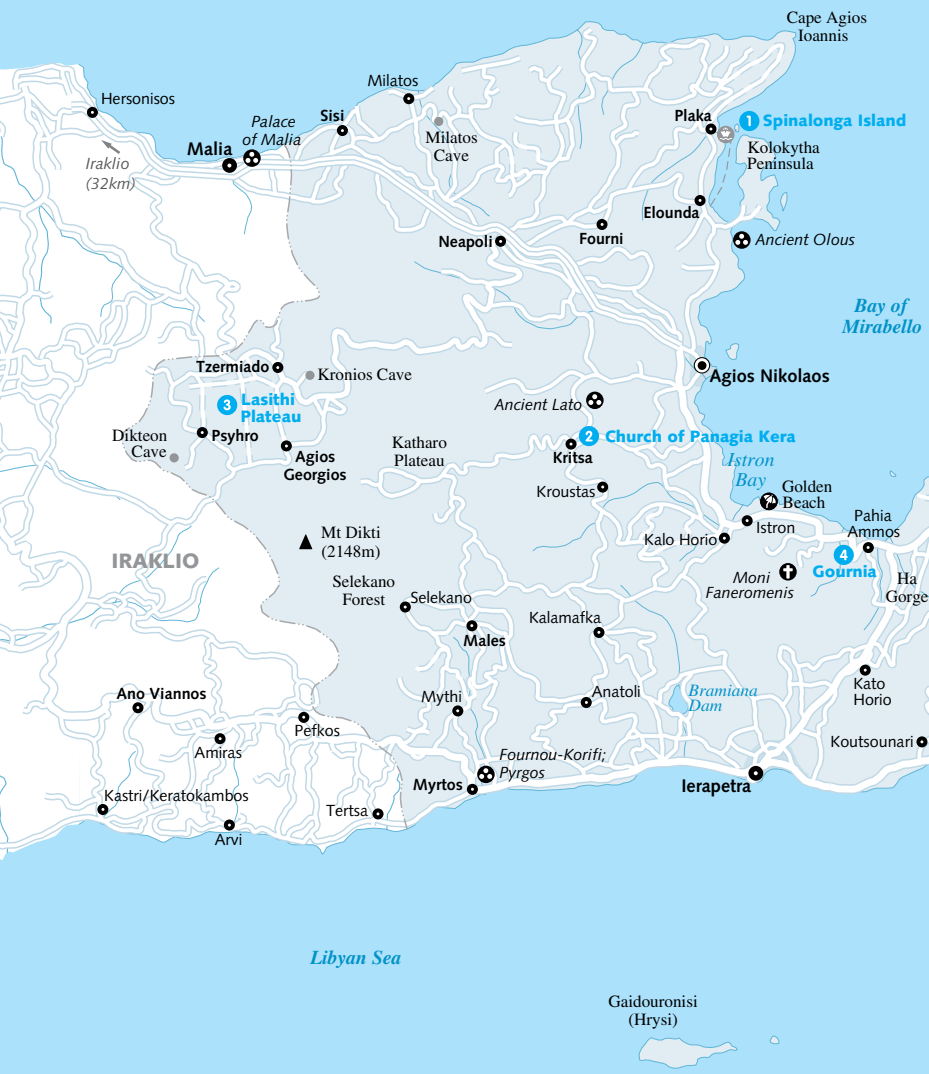 Cape Agios
Ioannis
Milatos
Hersonisos
Sisi
Plaka
1 Spinalonga Island
Palace
of Malia
Milatos
Cave
Malia
Kolokytha
Peninsula
Iraklio
(32km)
Elounda
Fourni
Neapoli
Ancient Olous
Bay of
Mirabello
Tzermiado
Kronios Cave
Agios Nikolaos
3 Lasithi
Plateau
Ancient Lato
Dikteon
Cave
Psyhro
Katharo
Plateau
2 Church of Panagia Kera
Kritsa
Agios
Georgios
Istron
Bay
Kroustas
Golden
Beach
Istron
Pahia
Ammos
Mt Dikti
(2148m)
Kalo Horio
IRAKLIO
4
Gournia
Moni
Faneromenis
Ha
Gorge
Selekano
Forest
Selekano
Kalamafka
Males
Kato
Horio
Ano Viannos
Mythi
Anatoli
Bramiana
Dam
Pefkos
Amiras
Koutsounari
Fournou-Korifi;
Pyrgos
Myrtos
Ierapetra
Kastri/Keratokambos
Tertsa
Arvi
Libyan Sea
Gaidouronisi
(Hrysi)